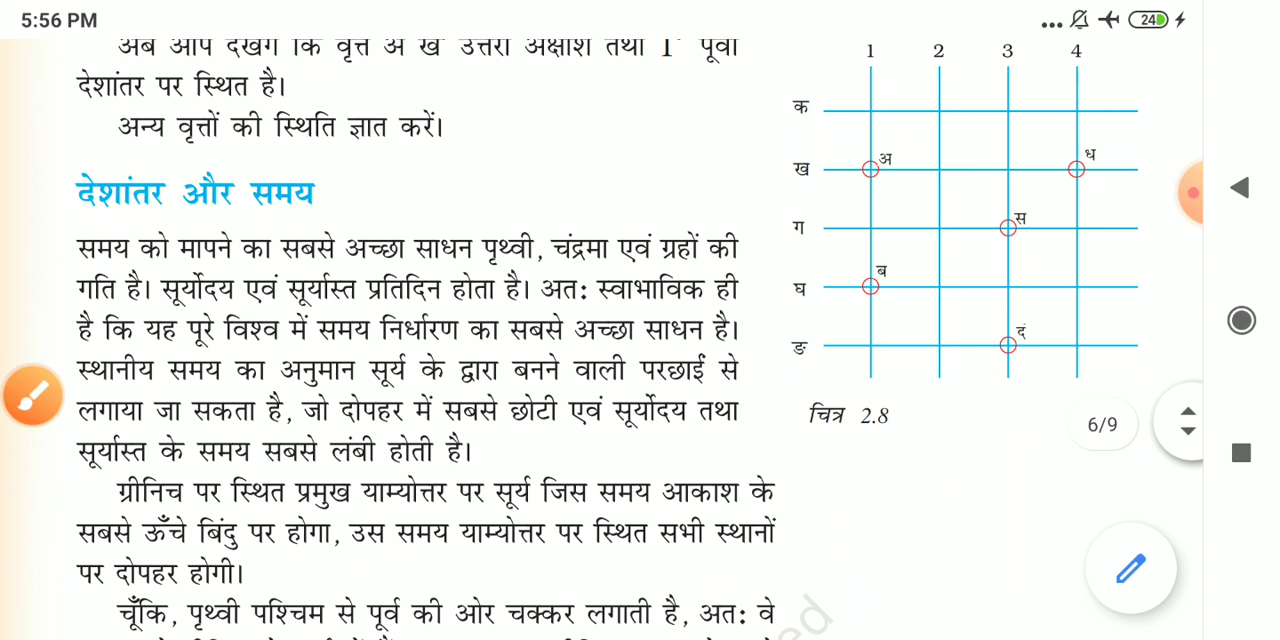 5:56 PM
24
अब आप देखेंगे कि वृत्त अ ख° उत्तरी अक्षांश तथा 1° पूर्वी
देशांतर पर स्थित है।
अन्य वृत्तों की स्थिति ज्ञात करें।
देशांतर और समय
समय को मापने का सबसे अच्छा साधन पृथ्वी, चंद्रमा एवं ग्रहों की
गति है। सूर्योदय एवं सूर्यास्त प्रतिदिन होता है। अत: स्वाभाविक ही
है कि यह पूरे विश्व में समय निर्धारण का सबसे अच्छा साधन है।
स्थानीय समय का अनुमान सूर्य के द्वारा बनने वाली परछाईं से
लगाया जा सकता है, जो दोपहर में सबसे छोटी एवं सूर्योदय तथा
सूर्यास्त के समय सबसे लंबी होती है।
ग्रीनिच पर स्थित प्रमुख याम्योत्तर पर सूर्य जिस समय आकाश के
सबसे ऊँचे बिंदु पर होगा, उस समय याम्योत्तर पर स्थित सभी स्थानों
पर दोपहर होगी।
चूँकि, पृथ्वी पश्चिम से पूर्व की ओर चक्कर लगाती है, अत: वे
1 2 3 4
क
ख अ ध
ग स
घ ब
ङ दं
चित्र 2.8
6/9